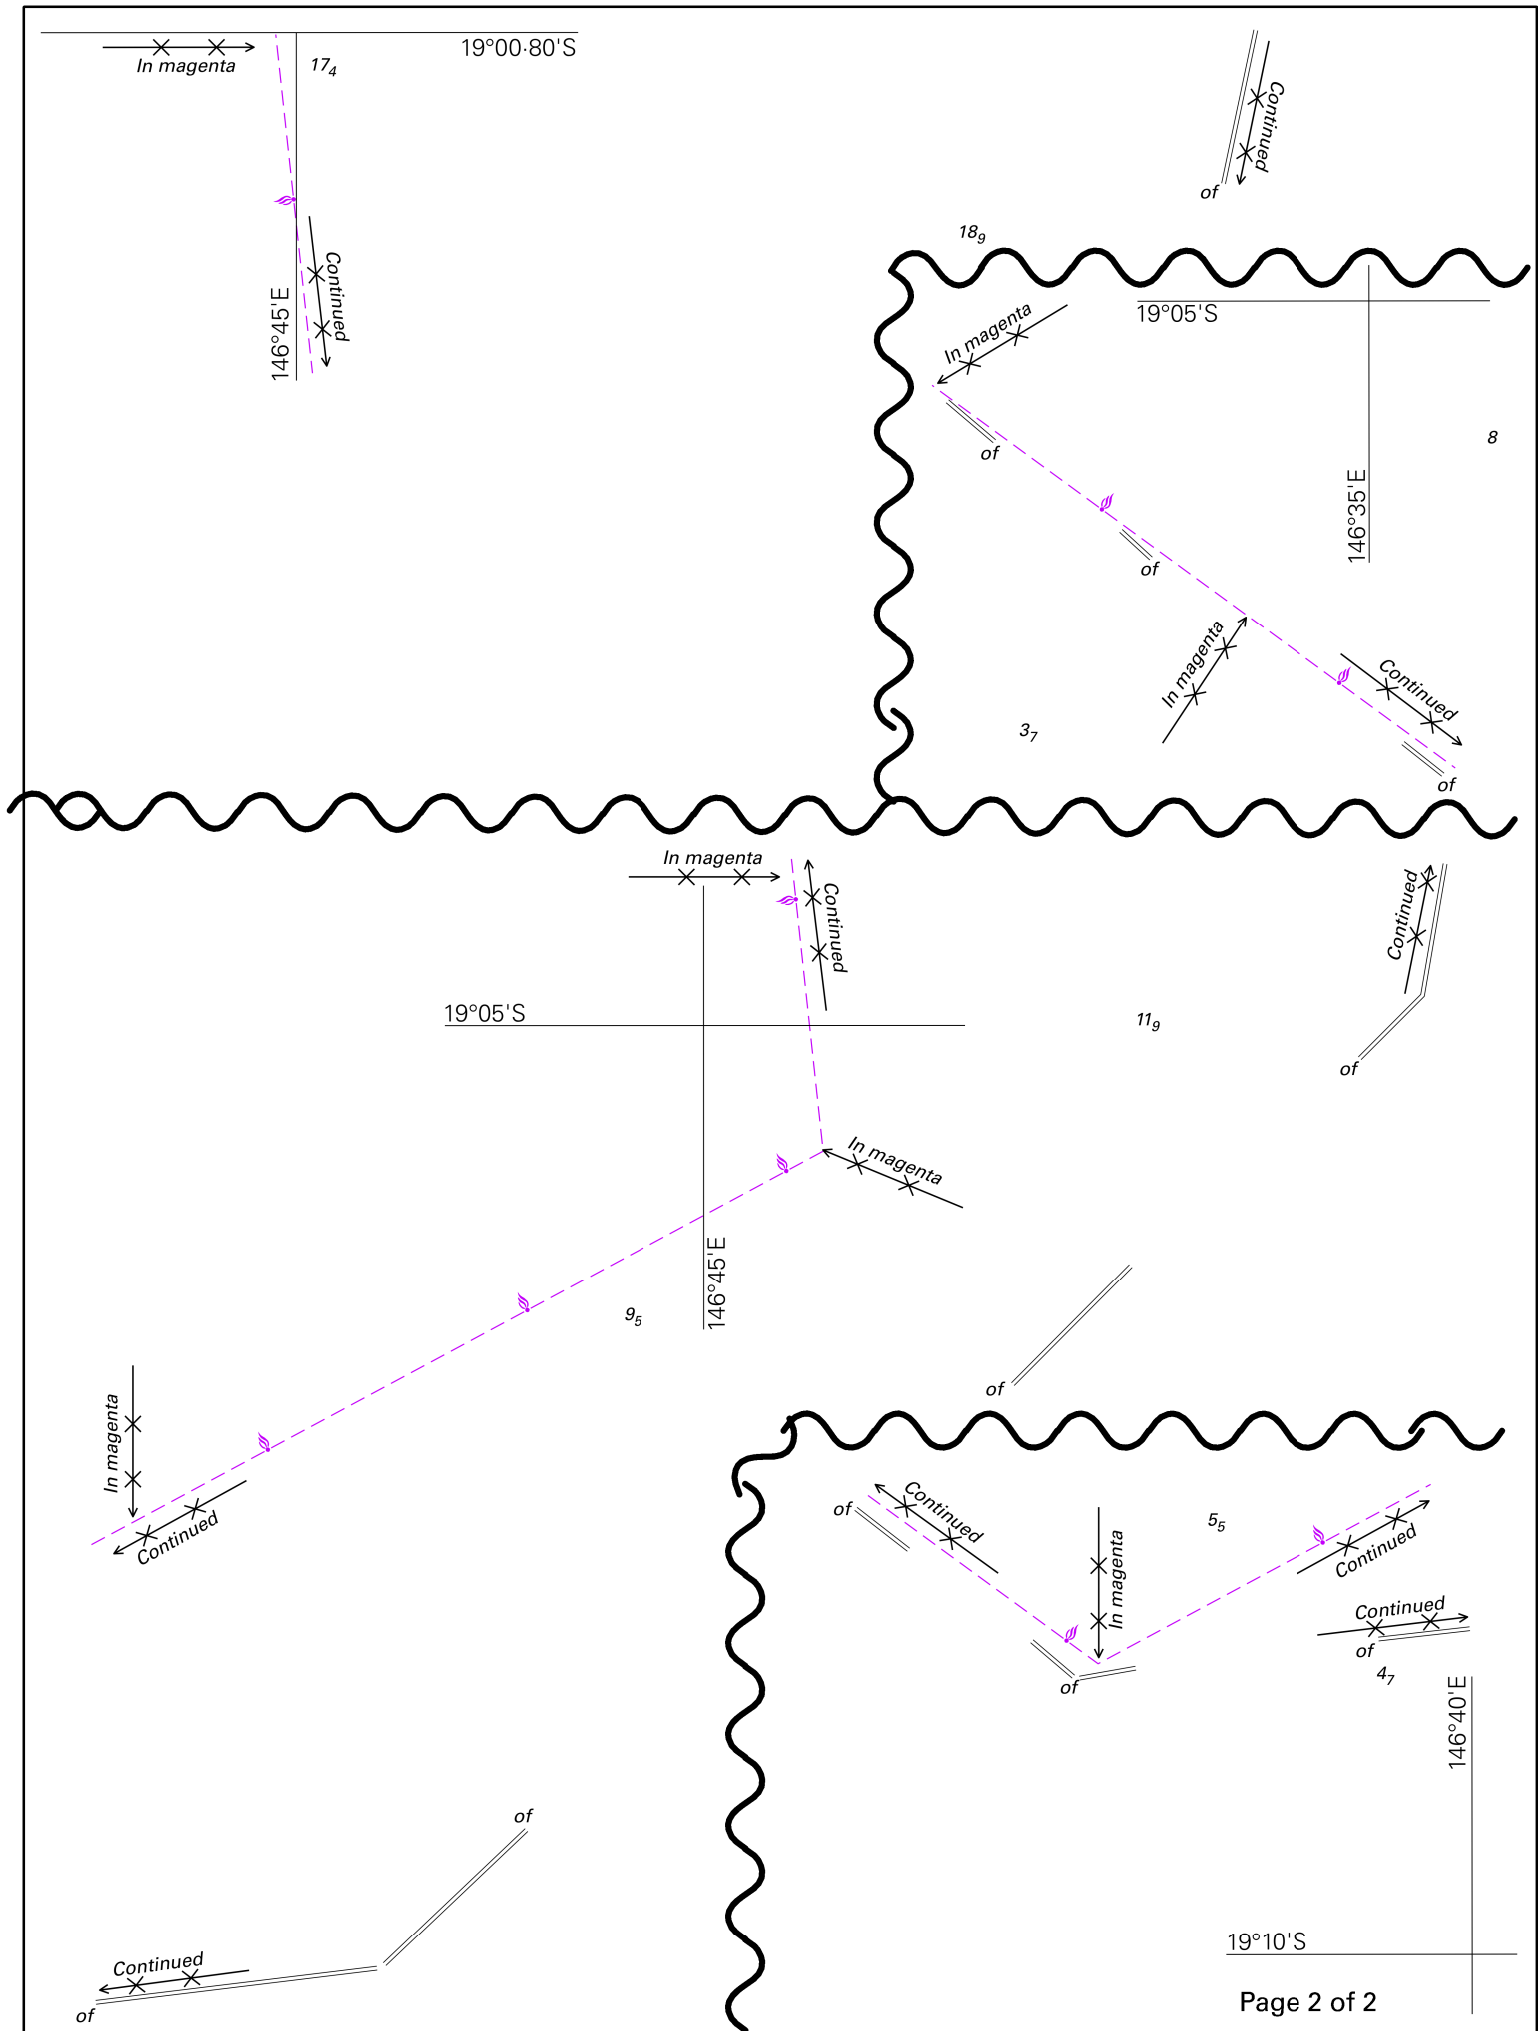 19°00·80'S
In magenta
17₄
Continued
146°45'E
Continued
of
18₉
19°05'S
In magenta
of
8
146°35'E
of
In magenta
Continued
3₇
of
In magenta
Continued
Continued
19°05'S
11₉
of
In magenta
146°45'E
9₅
of
In magenta
Continued
Continued
of
5₅
In magenta
Continued
Continued
of
4₇
of
146°40'E
of
19°10'S
Continued
of
Page 2 of 2